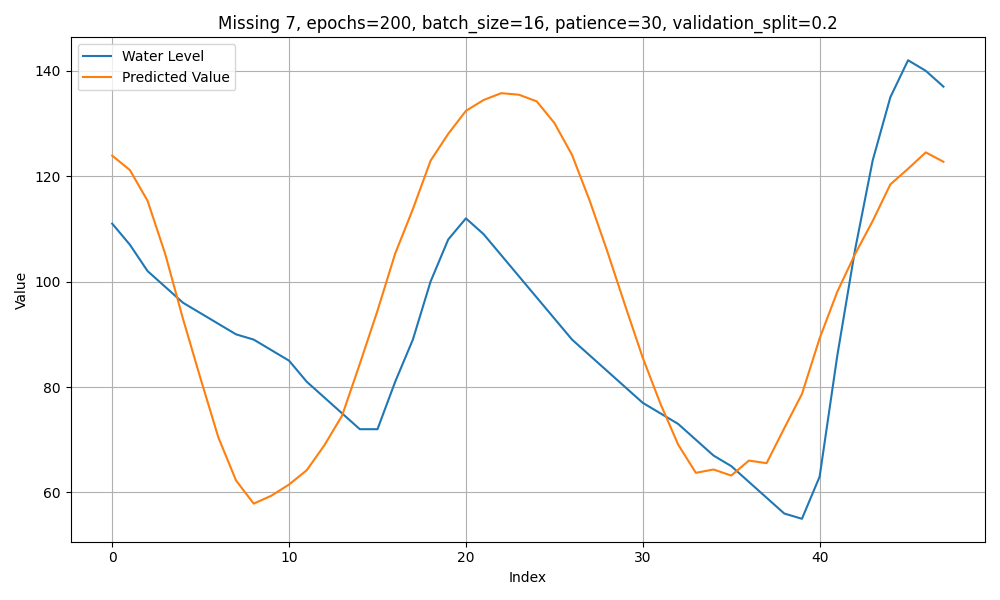 Missing 7, epochs=200, batch_size=16, patience=30, validation_split=0.2
Water Level
Predicted Value
Value
140
120
100
80
60
0 10 20 30 40
Index